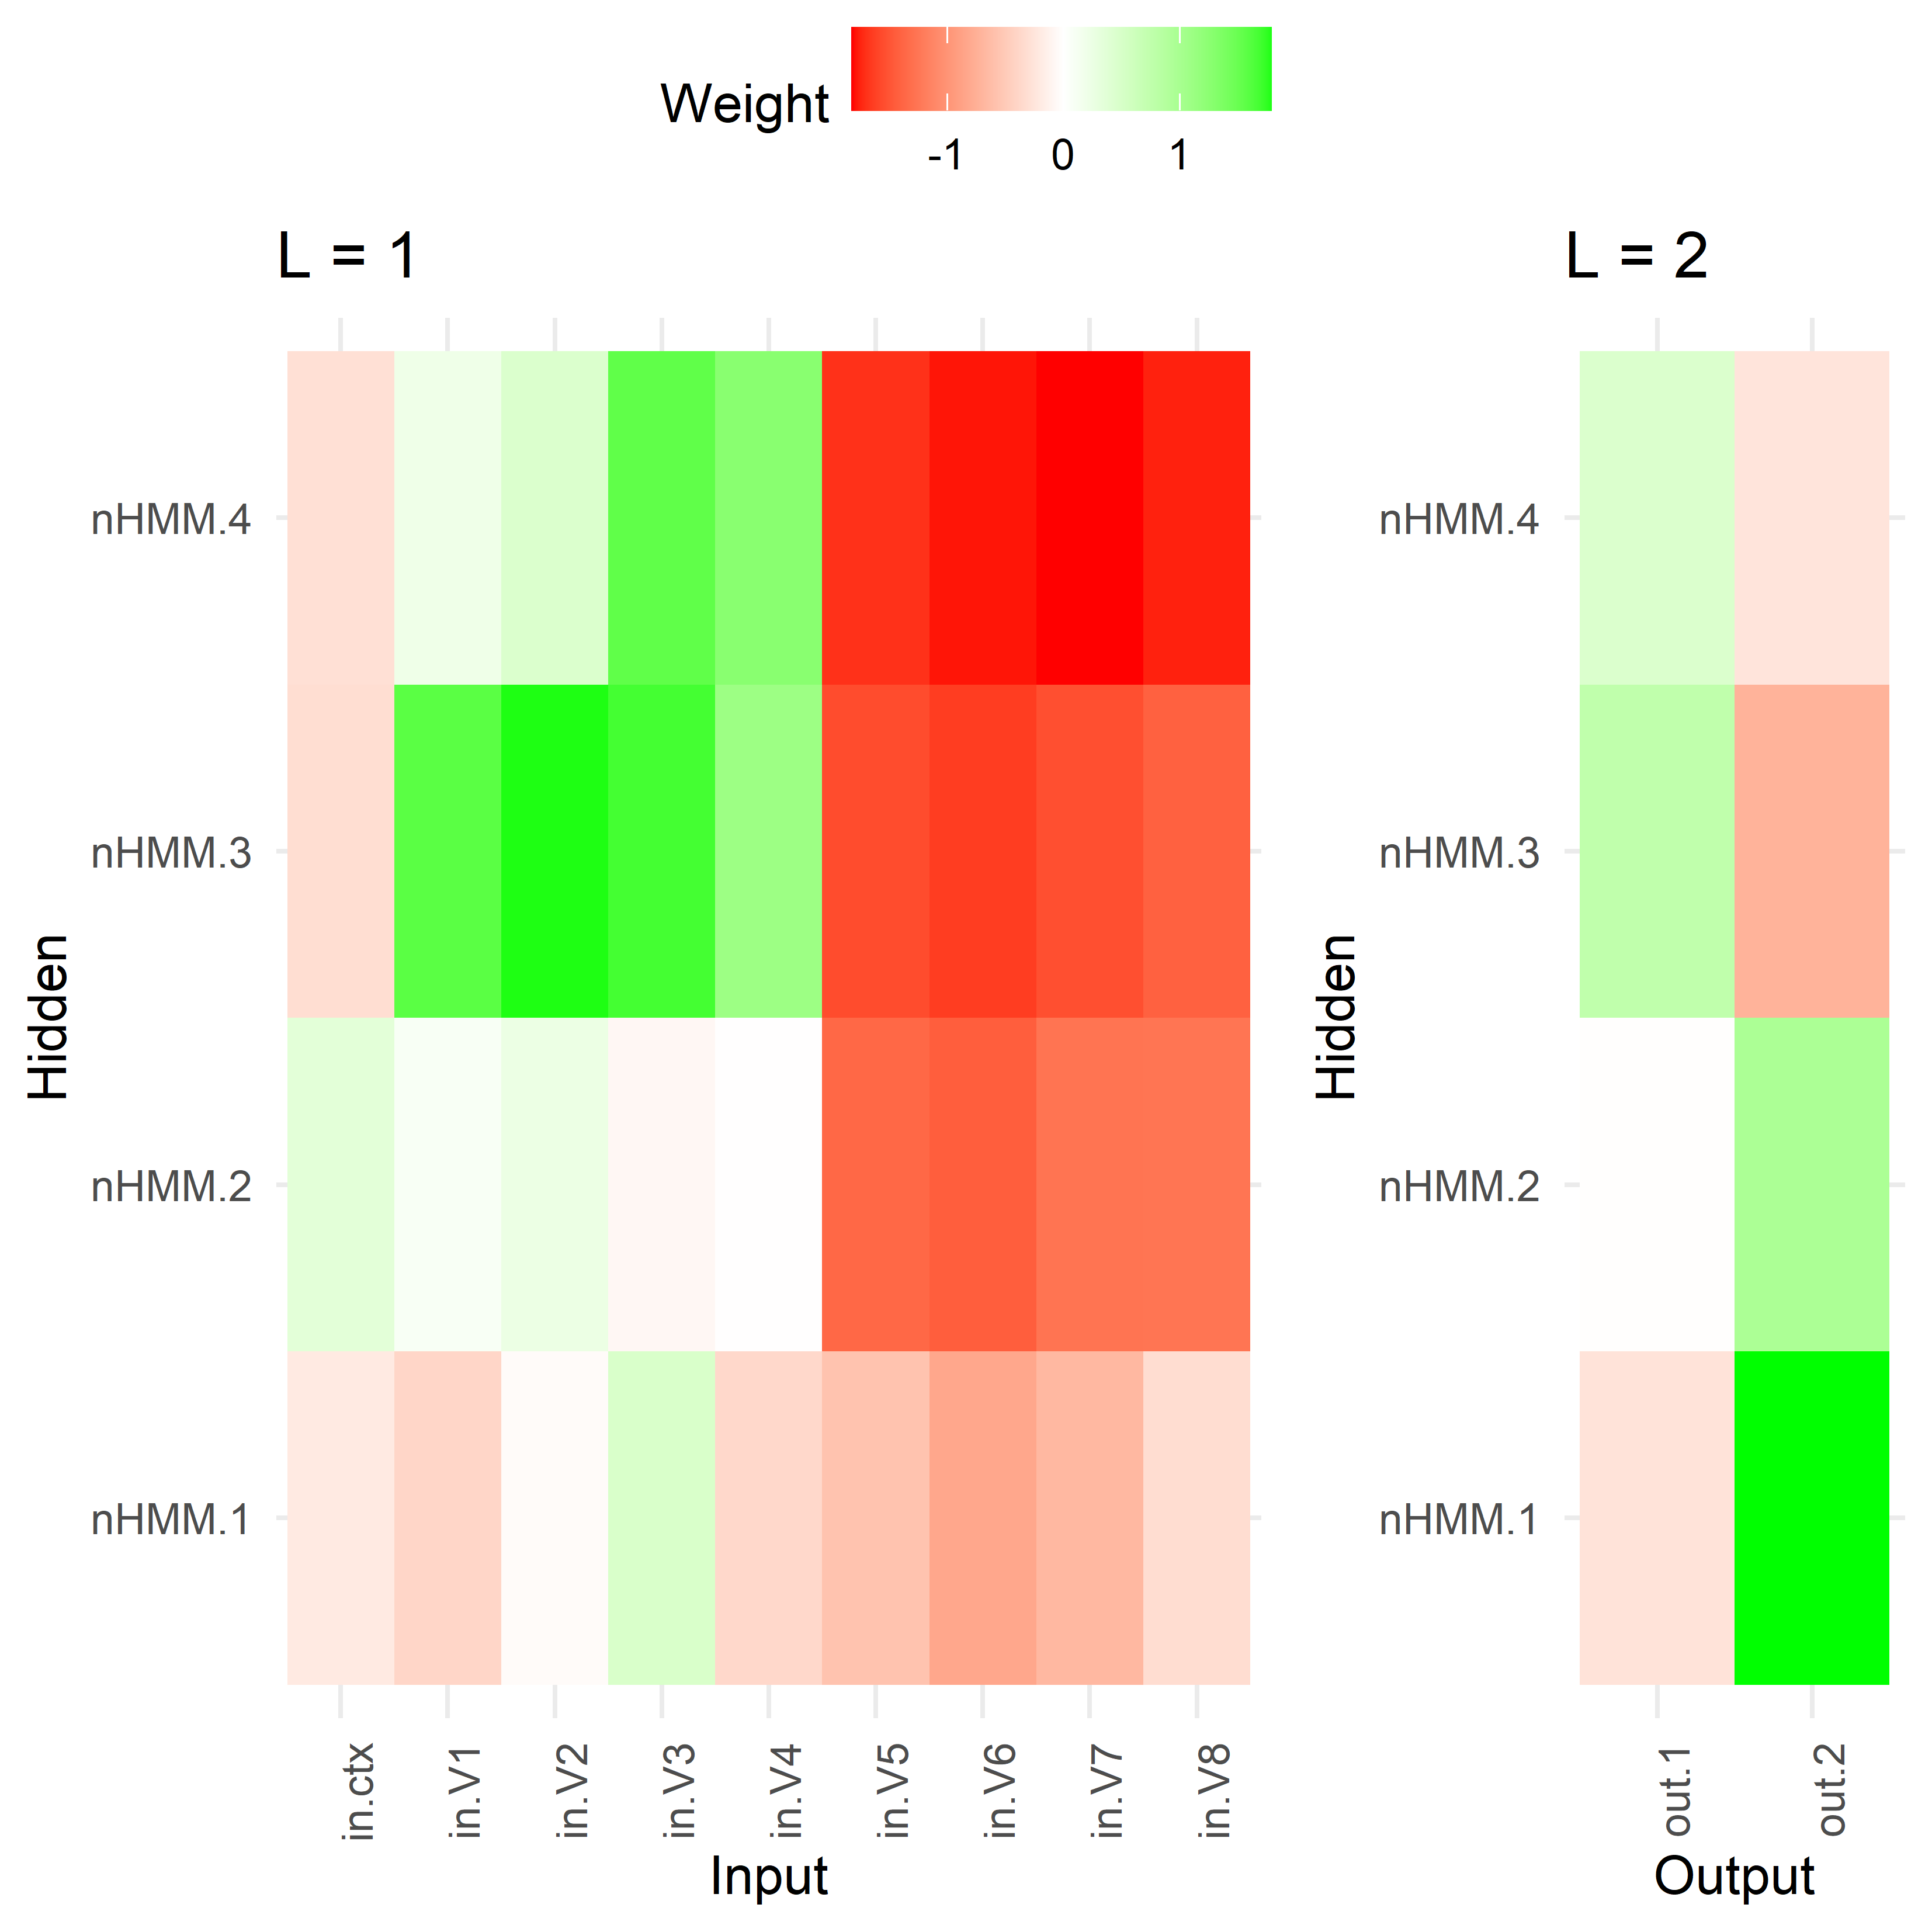 Weight
-1 0 1
L = 1
L = 2
nHMM.4
nHMM.3
nHMM.2
nHMM.1
Hidden
in.ctx in.V1 in.V2 in.V3 in.V4 in.V5 in.V6 in.V7 in.V8
Input
nHMM.4
nHMM.3
nHMM.2
nHMM.1
Hidden
out.1 out.2
Output